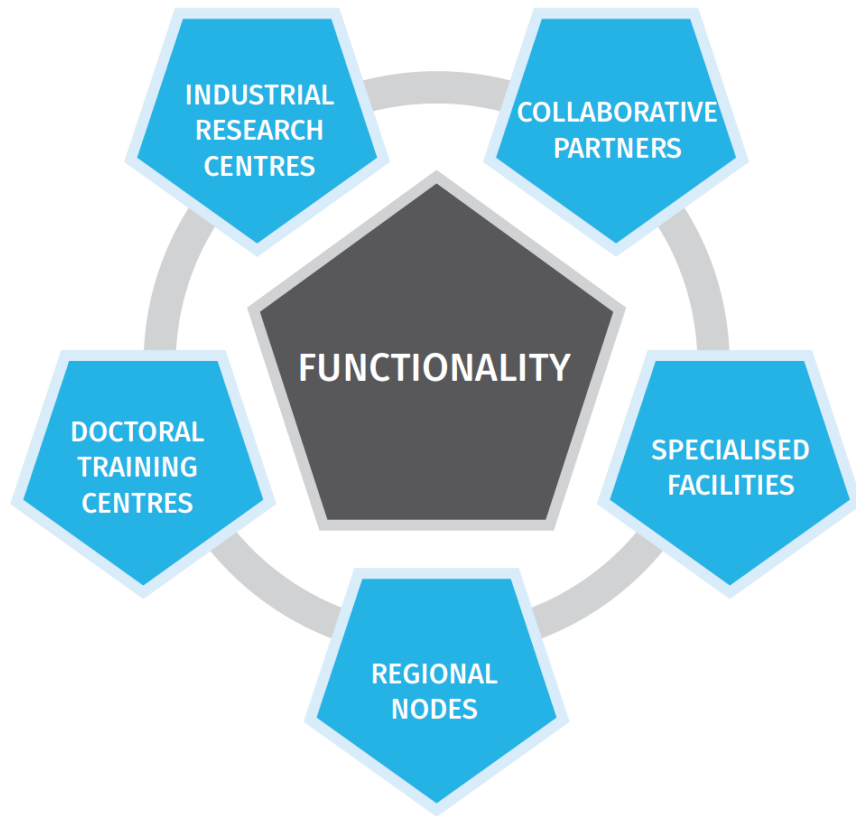 INDUSTRIAL
RESEARCH
CENTRES
COLLABORATIVE
PARTNERS
FUNCTIONALITY
DOCTORAL
TRAINING
CENTRES
SPECIALISED
FACILITIES
REGIONAL
NODES